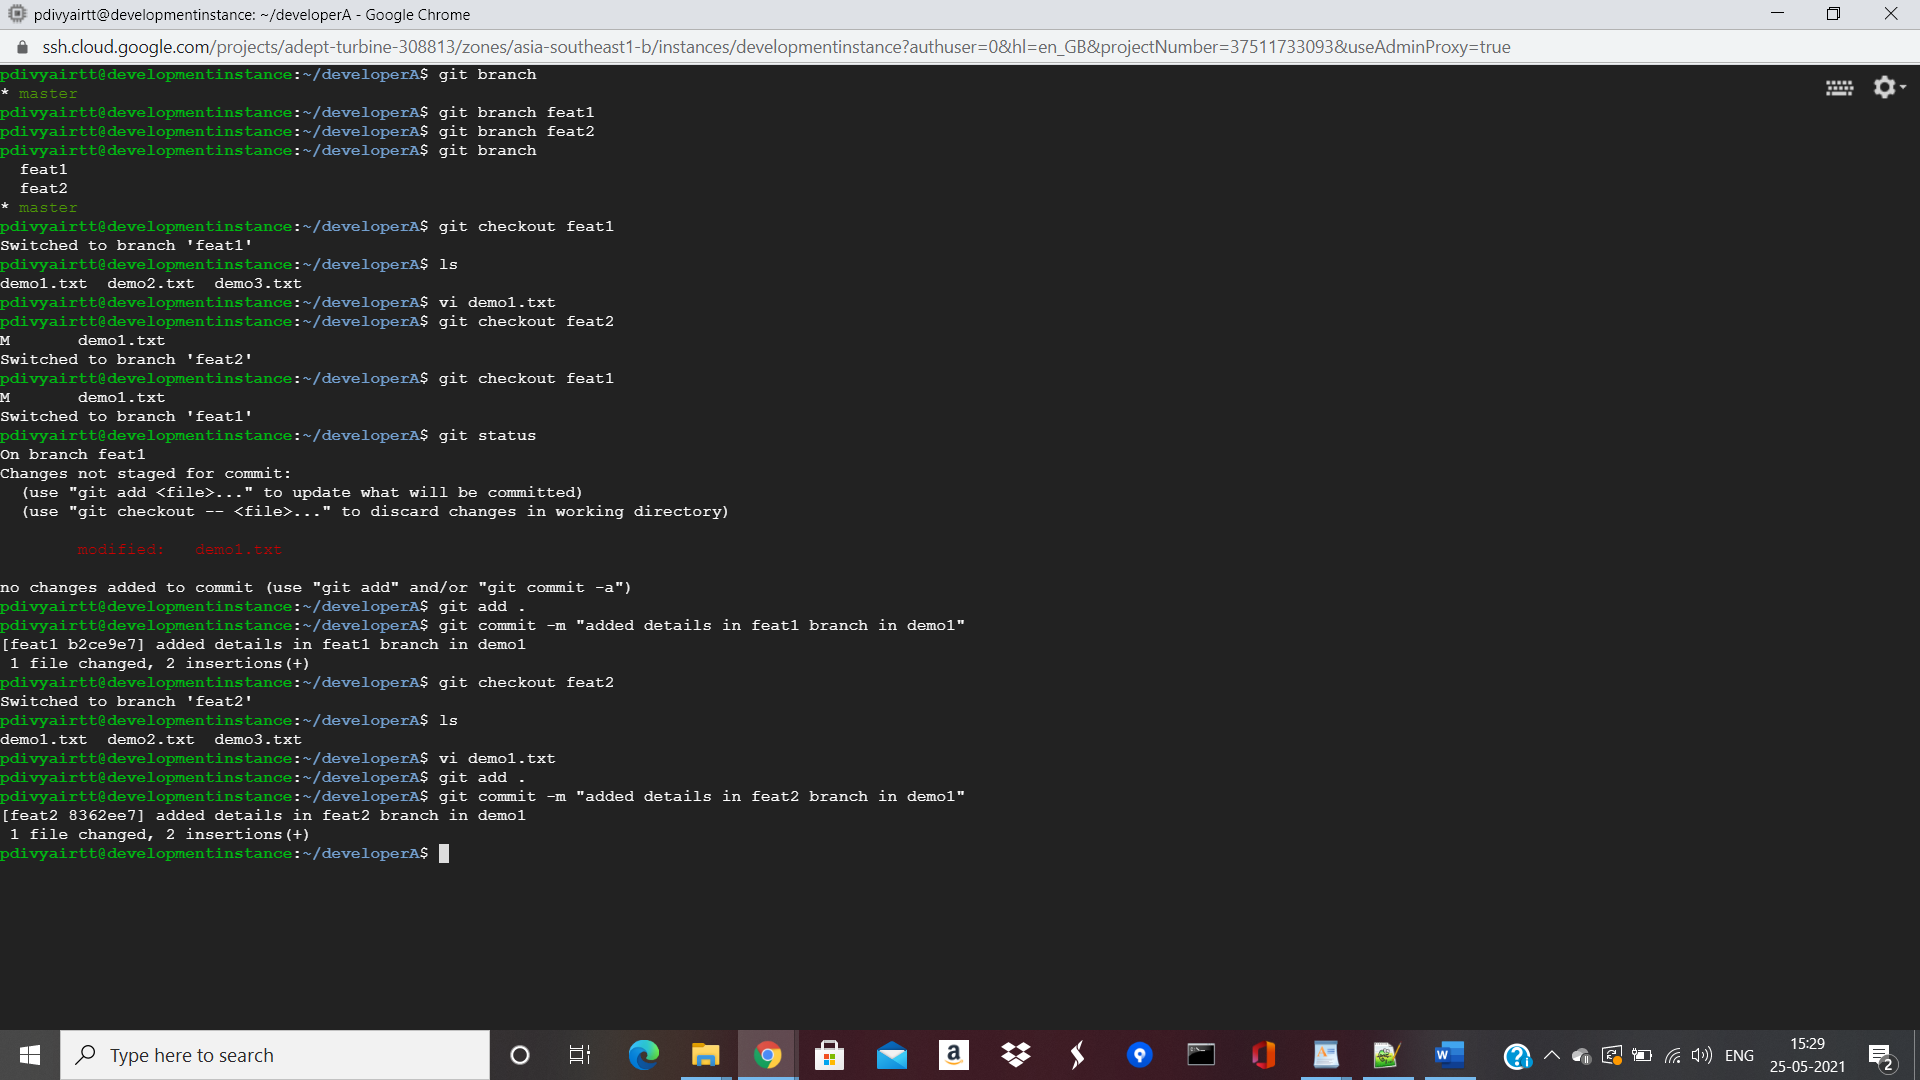 pdivyairtt@developmentinstance: ~/developerA - Google Chrome
ssh.cloud.google.com/projects/adept-turbine-308813/zones/asia-southeast1-b/instances/developmentinstance?authuser=0&hl=en_GB&projectNumber=37511733093&useAdminProxy=true
pdivyairtt@developmentinstance:~/developerA$ git branch
* master
pdivyairtt@developmentinstance:~/developerA$ git branch feat1
pdivyairtt@developmentinstance:~/developerA$ git branch feat2
pdivyairtt@developmentinstance:~/developerA$ git branch
  feat1
  feat2
* master
pdivyairtt@developmentinstance:~/developerA$ git checkout feat1
Switched to branch 'feat1'
pdivyairtt@developmentinstance:~/developerA$ ls
demo1.txt  demo2.txt  demo3.txt
pdivyairtt@developmentinstance:~/developerA$ vi demo1.txt
pdivyairtt@developmentinstance:~/developerA$ git checkout feat2
M       demo1.txt
Switched to branch 'feat2'
pdivyairtt@developmentinstance:~/developerA$ git checkout feat1
M       demo1.txt
Switched to branch 'feat1'
pdivyairtt@developmentinstance:~/developerA$ git status
On branch feat1
Changes not staged for commit:
  (use "git add <file>..." to update what will be committed)
  (use "git checkout -- <file>..." to discard changes in working directory)
        modified:   demo1.txt
no changes added to commit (use "git add" and/or "git commit -a")
pdivyairtt@developmentinstance:~/developerA$ git add .
pdivyairtt@developmentinstance:~/developerA$ git commit -m "added details in feat1 branch in demo1"
[feat1 b2ce9e7] added details in feat1 branch in demo1
 1 file changed, 2 insertions(+)
pdivyairtt@developmentinstance:~/developerA$ git checkout feat2
Switched to branch 'feat2'
pdivyairtt@developmentinstance:~/developerA$ ls
demo1.txt  demo2.txt  demo3.txt
pdivyairtt@developmentinstance:~/developerA$ vi demo1.txt
pdivyairtt@developmentinstance:~/developerA$ git add .
pdivyairtt@developmentinstance:~/developerA$ git commit -m "added details in feat2 branch in demo1"
[feat2 8362ee7] added details in feat2 branch in demo1
 1 file changed, 2 insertions(+)
pdivyairtt@developmentinstance:~/developerA$
Type here to search
ENG
15:29
25-05-2021
2